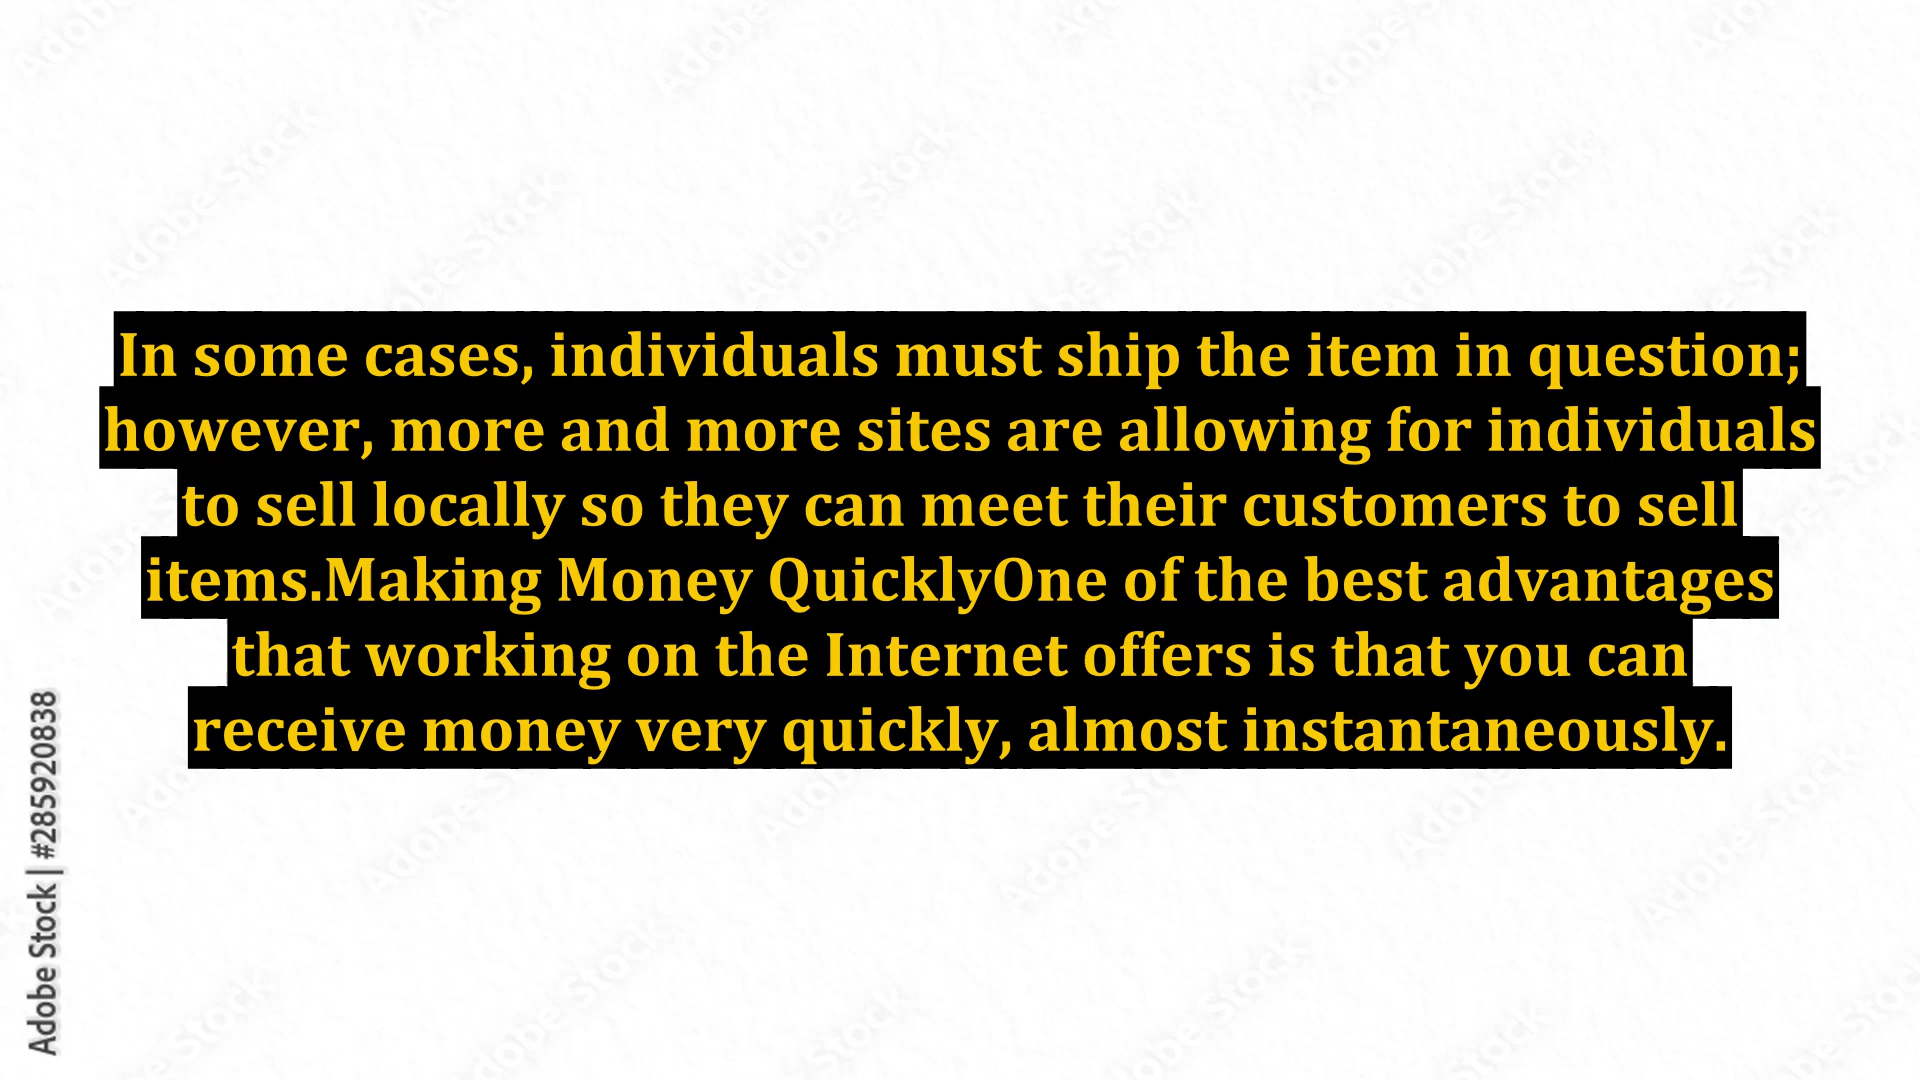 In some cases, individuals must ship the item in question;
however, more and more sites are allowing for individuals
to sell locally so they can meet their customers to sell
items.Making Money QuicklyOne of the best advantages
that working on the Internet offers is that you can
receive money very quickly, almost instantaneously.
Adobe Stock | #285920838